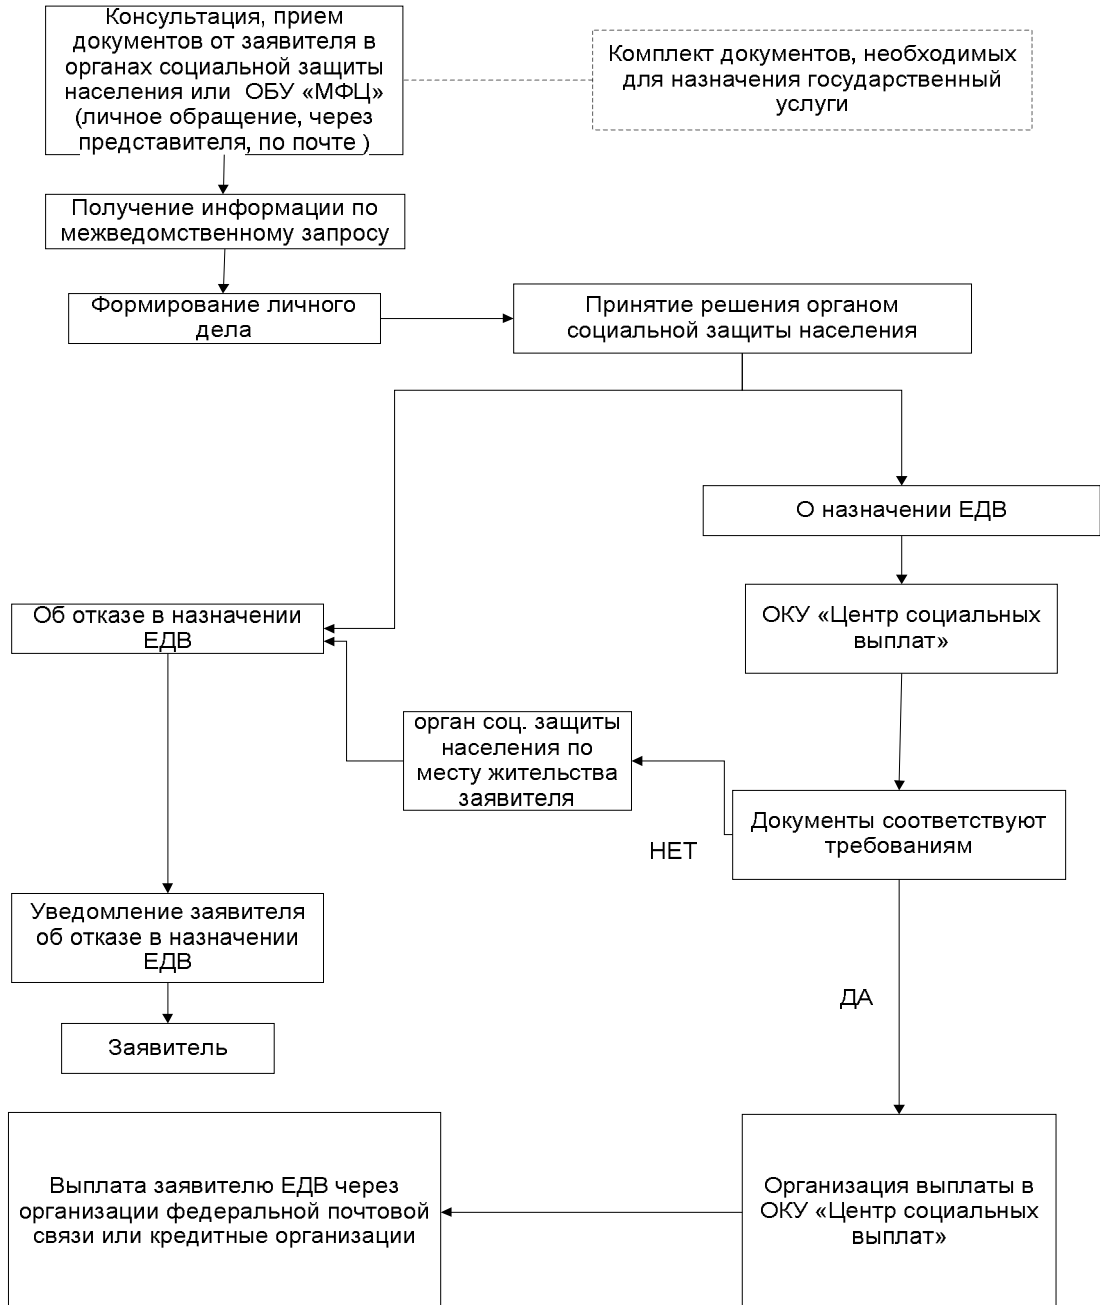 Консультация, прием
документов от заявителя в
органах социальной защиты
населения или ОБУ «МФЦ»
(личное обращение, через
представителя, по почте )
Комплект документов, необходимых
для назначения государственный
услуги
Получение информации по
межведомственному запросу
Формирование личного
дела
Принятие решения органом
социальной защиты населения
О назначении ЕДВ
ОКУ «Центр социальных
выплат»
Об отказе в назначении
ЕДВ
орган соц. защиты
населения по
месту жительства
заявителя
Документы соответствуют
требованиям
НЕТ
Уведомление заявителя
об отказе в назначении
ЕДВ
ДА
Заявитель
Выплата заявителю ЕДВ через
организации федеральной почтовой
связи или кредитные организации
Организация выплаты в
ОКУ «Центр социальных
выплат»